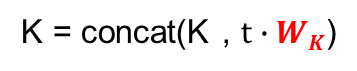 K = concat(K , t · W_K)